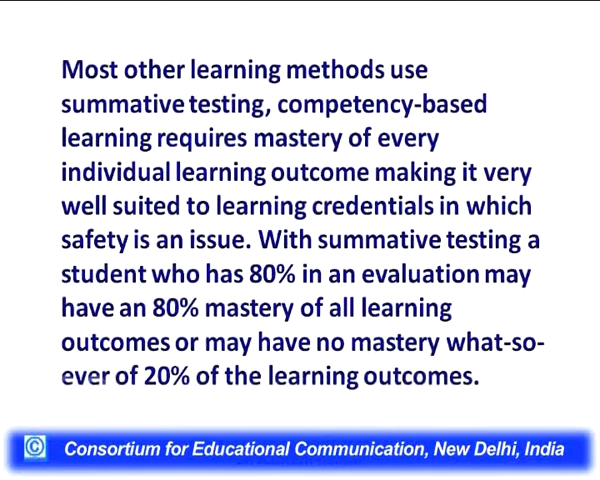 Most other learning methods use
summative testing, competency-based
learning requires mastery of every
individual learning outcome making it very
well suited to learning credentials in which
safety is an issue. With summative testing a
student who has 80% in an evaluation may
have an 80% mastery of all learning
outcomes or may have no mastery what-so-
ever of 20% of the learning outcomes.
© Consortium for Educational Communication, New Delhi, India